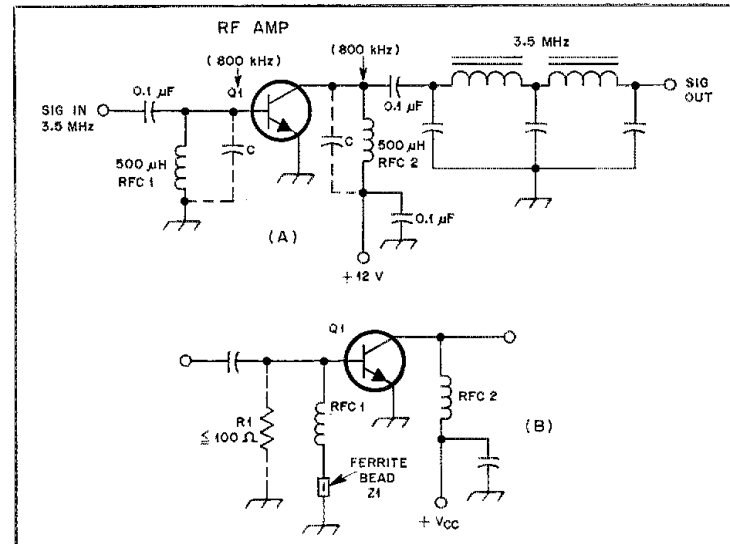 RF AMP
(800 kHz)
Q1
(800 kHz)
3.5 MHz
0.1 µF
0.1 µF
SIG IN
3.5 MHz
SIG
OUT
C
C
500 µH
RFC 1
500 µH
RFC 2
0.1 µF
(A)
+12 V
Q1
RFC 1
RFC 2
R1
≦ 100 Ω
(B)
FERRITE
BEAD
Z1
+ VCC